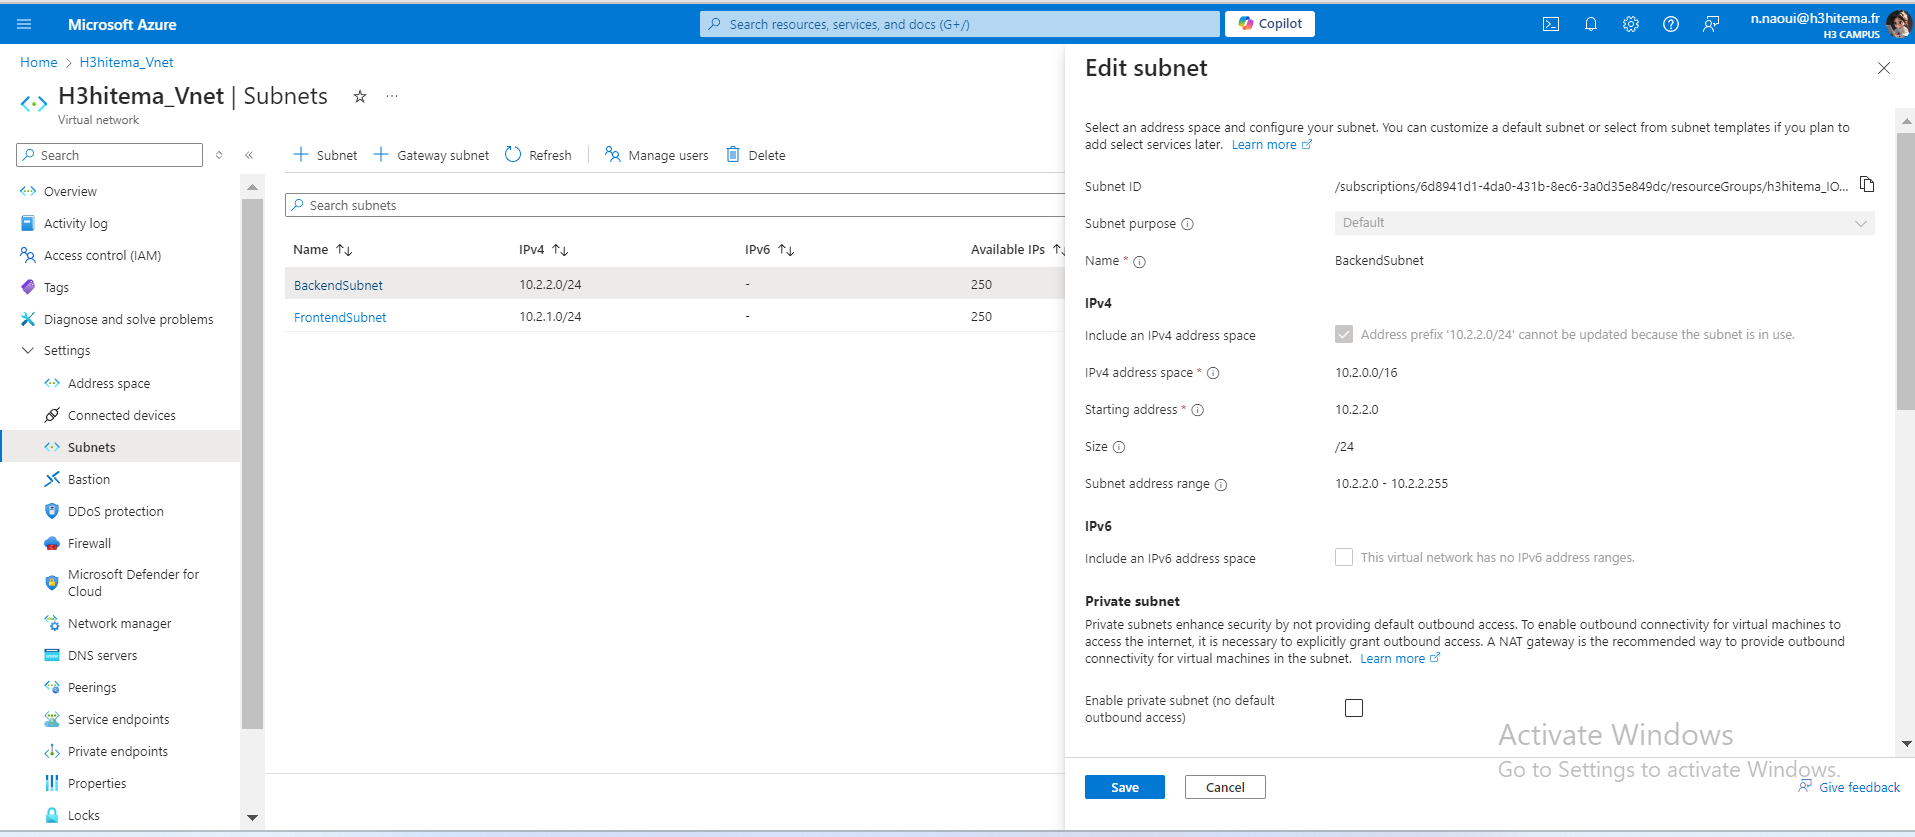 Microsoft Azure
Search resources, services, and docs (G+/)
Copilot
n.naoui@h3hitema.fr
H3 CAMPUS
Home > H3hitema_Vnet
H3hitema_Vnet | Subnets
Virtual network
Search
Overview
Activity log
Access control (IAM)
Tags
Diagnose and solve problems
Settings
Address space
Connected devices
Subnets
Bastion
DDoS protection
Firewall
Microsoft Defender for
Cloud
Network manager
DNS servers
Peerings
Service endpoints
Private endpoints
Properties
Locks
Subnet Gateway subnet Refresh Manage users Delete
Search subnets
Name IPv4 IPv6 Available IPs
BackendSubnet 10.2.2.0/24 - 250
FrontendSubnet 10.2.1.0/24 - 250
Edit subnet
Select an address space and configure your subnet. You can customize a default subnet or select from subnet templates if you plan to
add select services later. Learn more
Subnet ID /subscriptions/6d8941d1-4da0-431b-8ec6-3a0d35e849dc/resourceGroups/h3hitema_IO...
Subnet purpose Default
Name * BackendSubnet
IPv4
Include an IPv4 address space Address prefix '10.2.2.0/24' cannot be updated because the subnet is in use.
IPv4 address space * 10.2.0.0/16
Starting address * 10.2.2.0
Size /24
Subnet address range 10.2.2.0 - 10.2.2.255
IPv6
Include an IPv6 address space This virtual network has no IPv6 address ranges.
Private subnet
Private subnets enhance security by not providing default outbound access. To enable outbound connectivity for virtual machines to
access the internet, it is necessary to explicitly grant outbound access. A NAT gateway is the recommended way to provide outbound
connectivity for virtual machines in the subnet. Learn more
Enable private subnet (no default
outbound access)
Activate Windows
Go to Settings to activate Windows.
Save Cancel
Give feedback